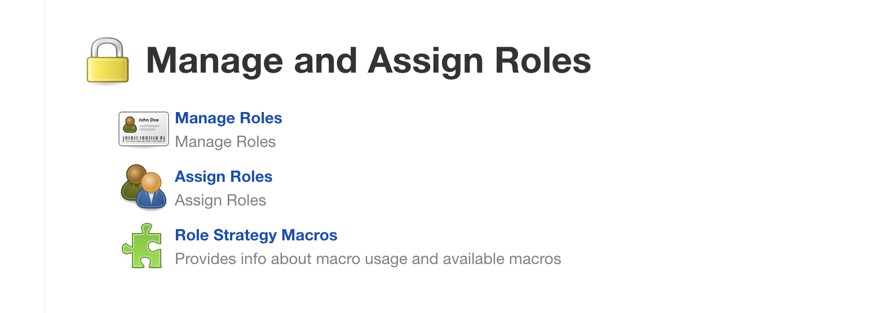 Manage and Assign Roles
John Doe
Manage Roles
Manage Roles
Assign Roles
Assign Roles
Role Strategy Macros
Provides info about macro usage and available macros